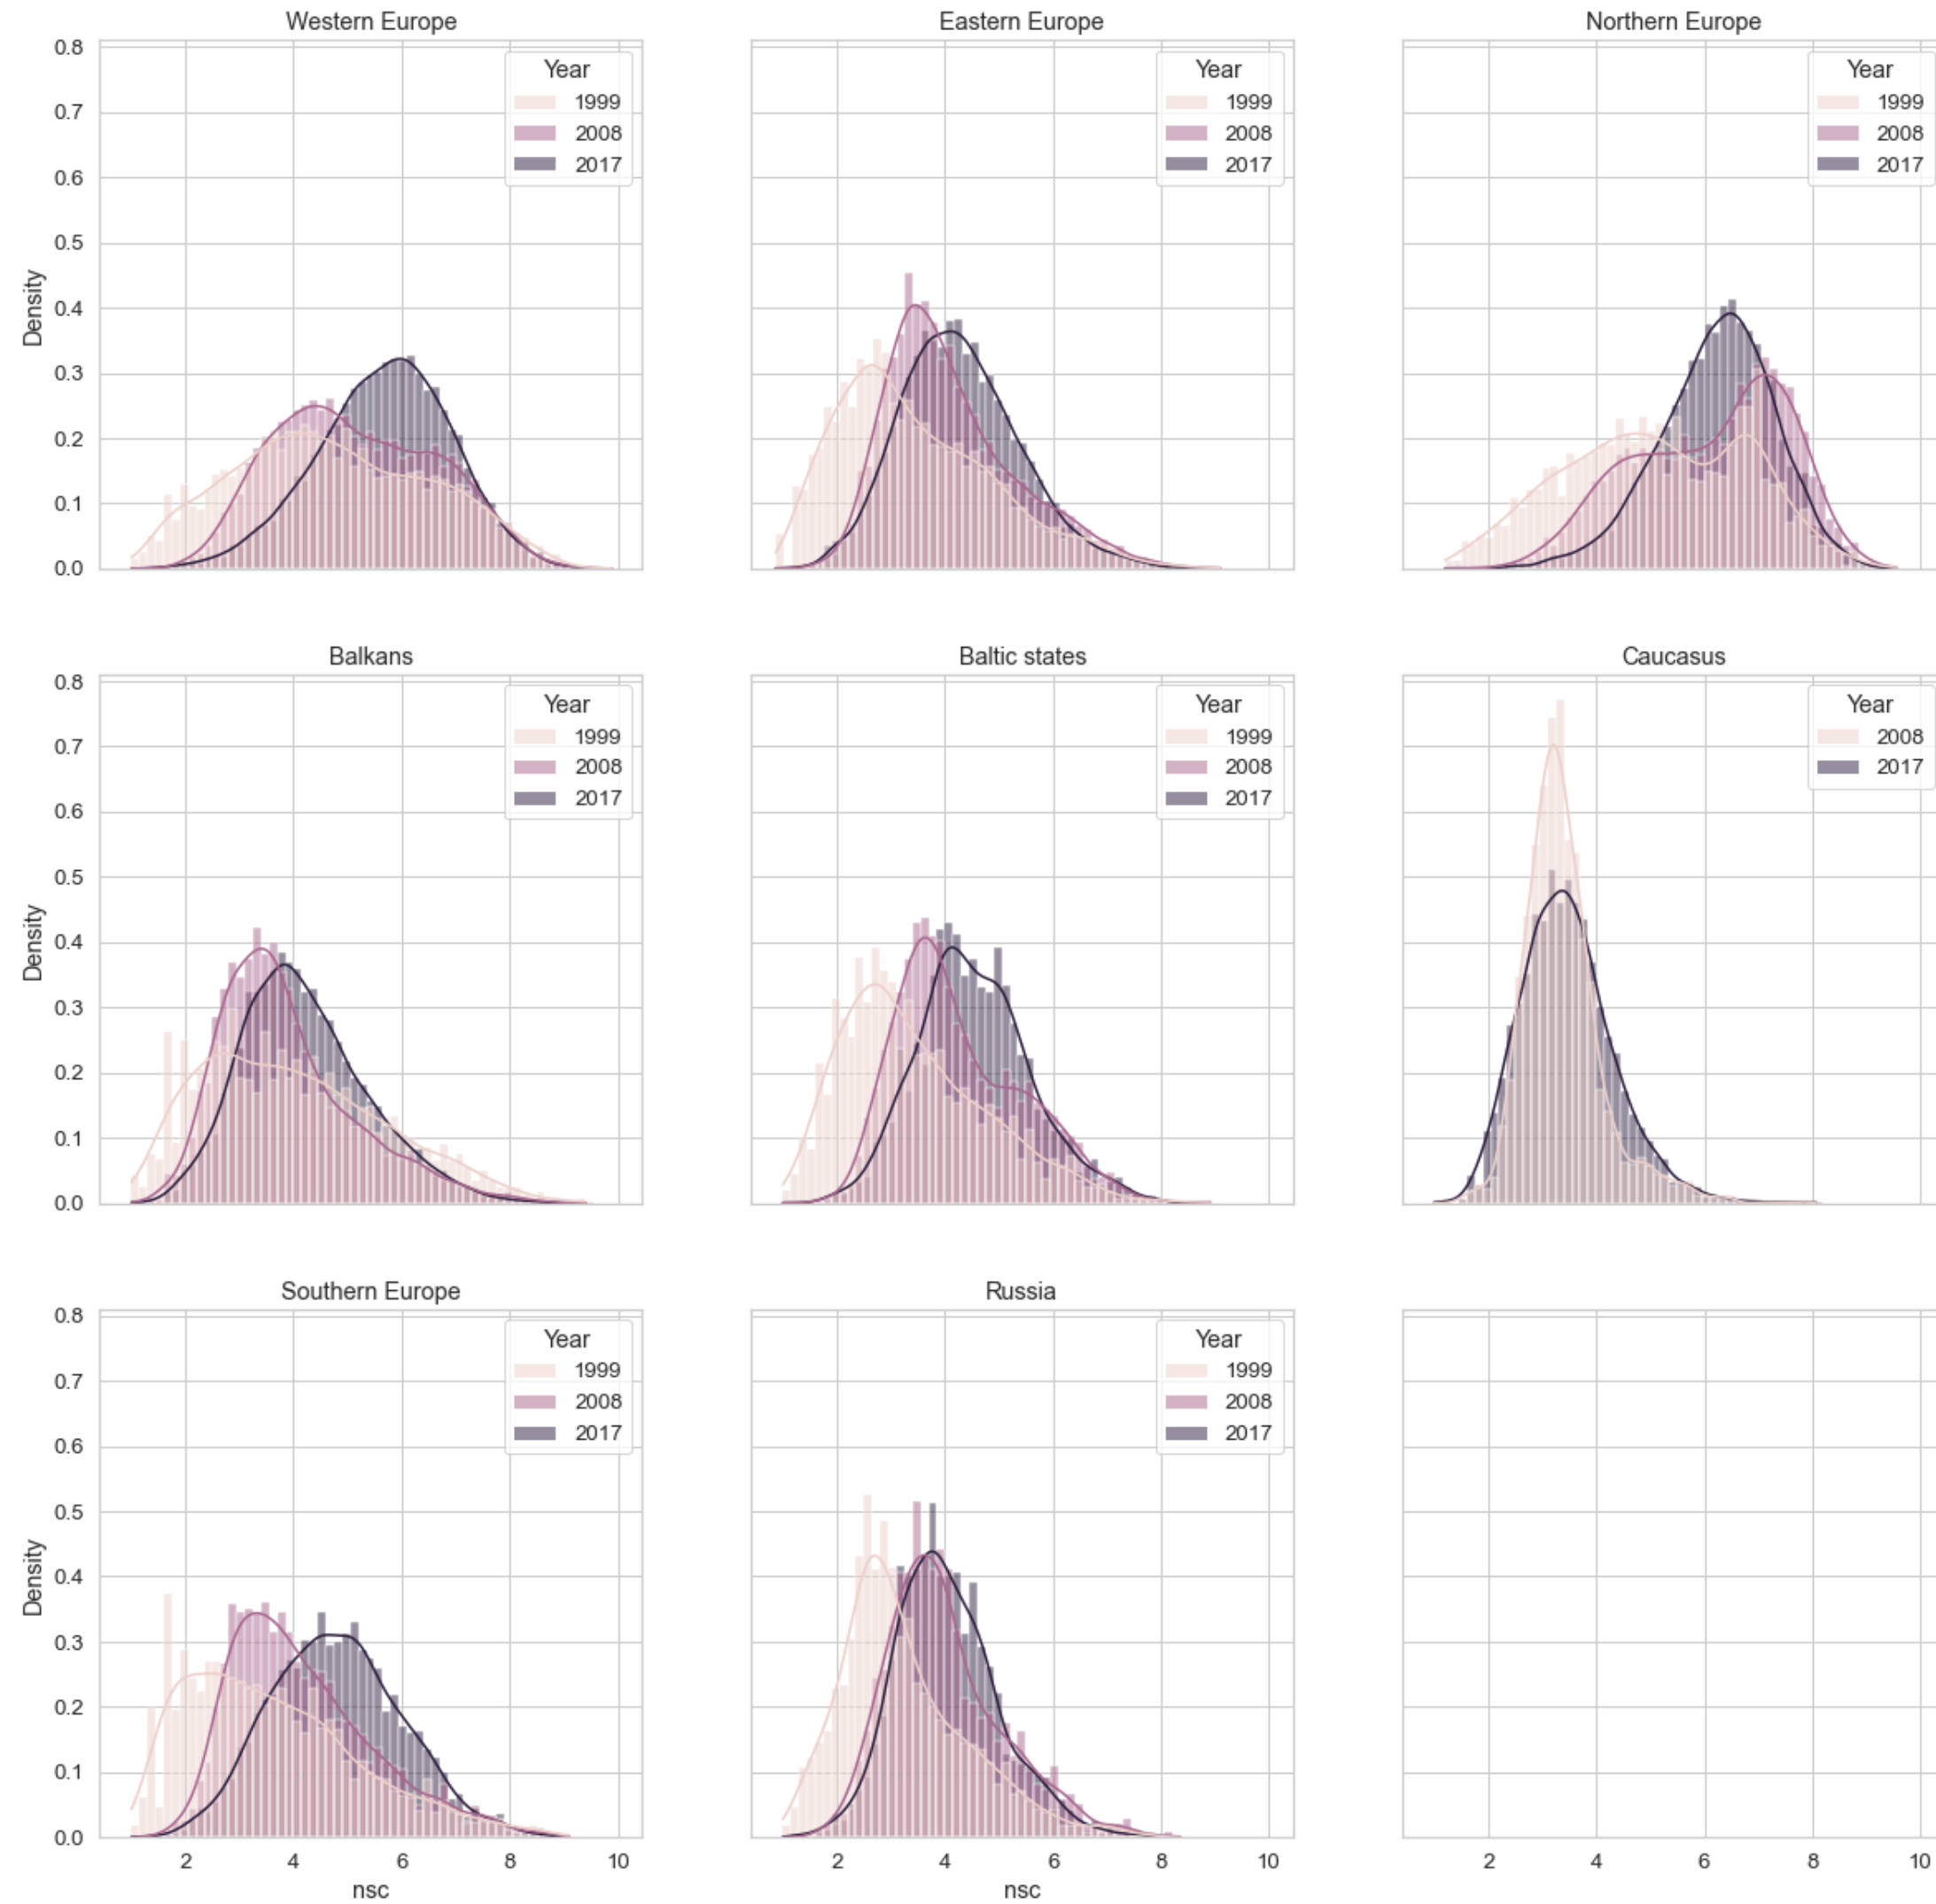 Western Europe
Eastern Europe
Northern Europe
0.8
0.7
0.6
0.5
0.4
0.3
0.2
0.1
0.0
Density
Year
1999
2008
2017
Year
1999
2008
2017
Year
1999
2008
2017
Balkans
Baltic states
Caucasus
0.8
0.7
0.6
0.5
0.4
0.3
0.2
0.1
0.0
Density
Year
1999
2008
2017
Year
1999
2008
2017
Year
2008
2017
Southern Europe
Russia
0.8
0.7
0.6
0.5
0.4
0.3
0.2
0.1
0.0
Density
Year
1999
2008
2017
Year
1999
2008
2017
2 4 6 8 10
2 4 6 8 10
2 4 6 8 10
nsc
nsc